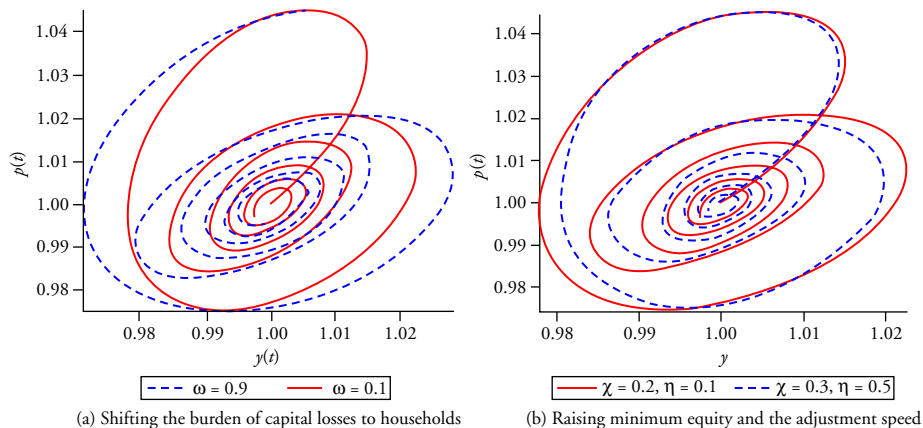 1.04
1.03
1.02
1.01
1.00
0.99
0.98
p(t)
0.98
0.99
1.00
1.01
1.02
y(t)
ω = 0.9
ω = 0.1
(a) Shifting the burden of capital losses to households
1.04
1.03
1.02
1.01
1.00
0.99
0.98
p(t)
0.98
0.99
1.00
1.01
1.02
y
χ = 0.2, η = 0.1
χ = 0.3, η = 0.5
(b) Raising minimum equity and the adjustment speed